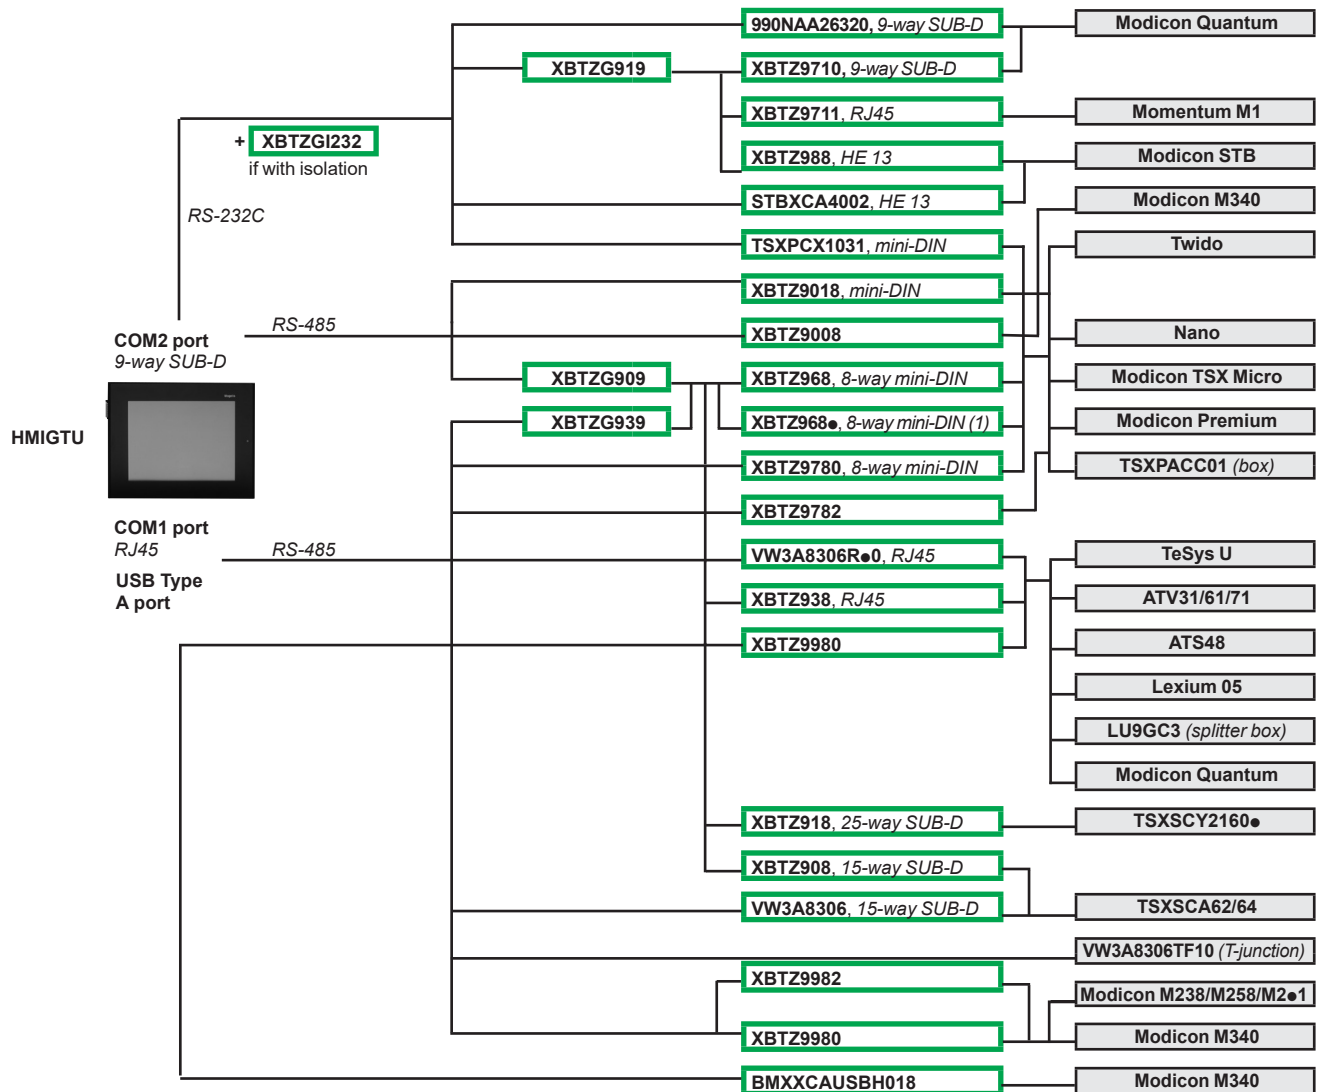 990NAA26320, 9-way SUB-D
Modicon Quantum
XBTZG919
XBTZ9710, 9-way SUB-D
XBTZ9711, RJ45
Momentum M1
+ XBTZGI232
if with isolation
XBTZ988, HE 13
Modicon STB
RS-232C
STBXCA4002, HE 13
Modicon M340
TSXPCX1031, mini-DIN
Twido
XBTZ9018, mini-DIN
COM2 port
9-way SUB-D
RS-485
XBTZ9008
Nano
XBTZG909
XBTZ968, 8-way mini-DIN
Modicon TSX Micro
XBTZG939
XBTZ968●, 8-way mini-DIN (1)
Modicon Premium
HMIGTU
XBTZ9780, 8-way mini-DIN
TSXPACC01 (box)
XBTZ9782
COM1 port
RJ45
RS-485
USB Type
A port
VW3A8306R●0, RJ45
TeSys U
XBTZ938, RJ45
ATV31/61/71
XBTZ9980
ATS48
Lexium 05
LU9GC3 (splitter box)
Modicon Quantum
XBTZ918, 25-way SUB-D
TSXSCY2160●
XBTZ908, 15-way SUB-D
VW3A8306, 15-way SUB-D
TSXSCA62/64
VW3A8306TF10 (T-junction)
XBTZ9982
Modicon M238/M258/M2●1
XBTZ9980
Modicon M340
BMXXCAUSBH018
Modicon M340